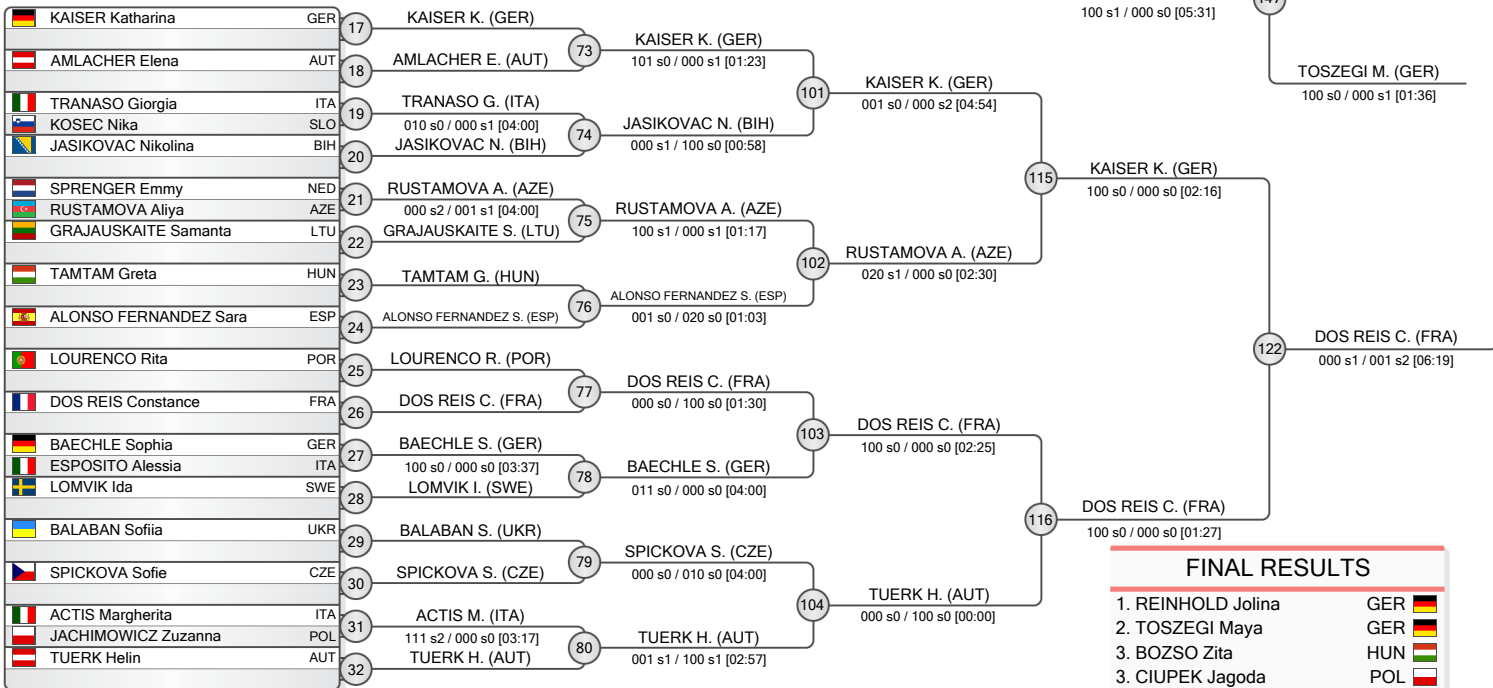 KAISER Katharina GER
AMLACHER Elena AUT
TRANASO Giorgia ITA
KOSEC Nika SLO
JASIKOVAC Nikolina BIH
SPRENGER Emmy NED
RUSTAMOVA Aliya AZE
GRAJAUSKAITE Samanta LTU
TAMTAM Greta HUN
ALONSO FERNANDEZ Sara ESP
LOURENCO Rita POR
DOS REIS Constance FRA
BAECHLE Sophia GER
ESPOSITO Alessia ITA
LOMVIK Ida SWE
BALABAN Sofiia UKR
SPICKOVA Sofie CZE
ACTIS Margherita ITA
JACHIMOWICZ Zuzanna POL
TUERK Helin AUT
17
18
19
20
21
22
23
24
25
26
27
28
29
30
31
32
KAISER K. (GER)
AMLACHER E. (AUT)
TRANASO G. (ITA)
010 s0 / 000 s1 [04:00]
JASIKOVAC N. (BIH)
RUSTAMOVA A. (AZE)
000 s2 / 001 s1 [04:00]
GRAJAUSKAITE S. (LTU)
TAMTAM G. (HUN)
ALONSO FERNANDEZ S. (ESP)
LOURENCO R. (POR)
DOS REIS C. (FRA)
BAECHLE S. (GER)
100 s0 / 000 s0 [03:37]
LOMVIK I. (SWE)
BALABAN S. (UKR)
SPICKOVA S. (CZE)
ACTIS M. (ITA)
111 s2 / 000 s0 [03:17]
TUERK H. (AUT)
73
74
75
76
77
78
79
80
KAISER K. (GER)
101 s0 / 000 s1 [01:23]
JASIKOVAC N. (BIH)
000 s1 / 100 s0 [00:58]
RUSTAMOVA A. (AZE)
100 s1 / 000 s1 [01:17]
ALONSO FERNANDEZ S. (ESP)
001 s0 / 020 s0 [01:03]
DOS REIS C. (FRA)
000 s0 / 100 s0 [01:30]
BAECHLE S. (GER)
011 s0 / 000 s0 [04:00]
SPICKOVA S. (CZE)
000 s0 / 010 s0 [04:00]
TUERK H. (AUT)
001 s1 / 100 s1 [02:57]
101
102
103
104
KAISER K. (GER)
001 s0 / 000 s2 [04:54]
RUSTAMOVA A. (AZE)
020 s1 / 000 s0 [02:30]
DOS REIS C. (FRA)
100 s0 / 000 s0 [02:25]
TUERK H. (AUT)
000 s0 / 100 s0 [00:00]
115
116
KAISER K. (GER)
100 s0 / 000 s0 [02:16]
DOS REIS C. (FRA)
100 s0 / 000 s0 [01:27]
122
DOS REIS C. (FRA)
000 s1 / 001 s2 [06:19]
100 s1 / 000 s0 [05:31]
147
TOSZEGI M. (GER)
100 s0 / 000 s1 [01:36]
FINAL RESULTS
1. REINHOLD Jolina GER
2. TOSZEGI Maya GER
3. BOZSO Zita HUN
3. CIUPEK Jagoda POL